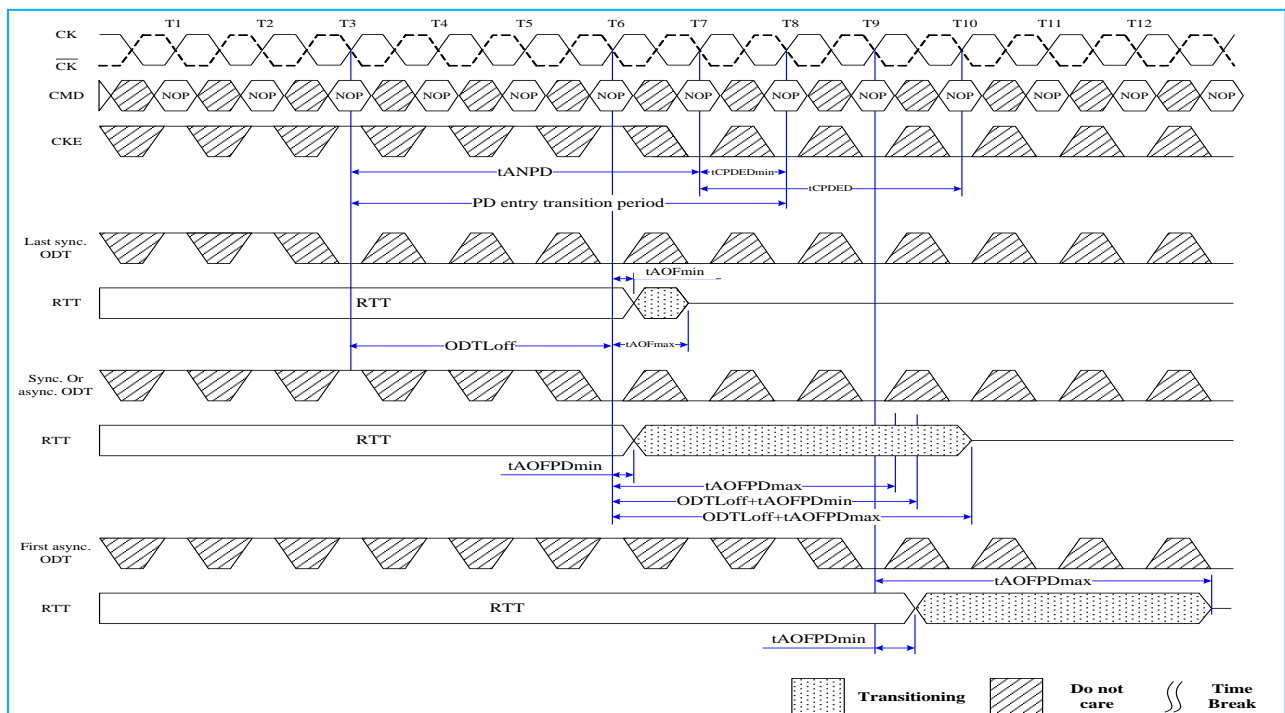 T1 T2 T3 T4 T5 T6 T7 T8 T9 T10 T11 T12
CK
CK
CMD NOP NOP NOP NOP NOP NOP NOP NOP NOP NOP NOP NOP NOP
CKE
tANPD tCPDEDmin
tCPDED
PD entry transition period
Last sync.
ODT
tAOFmin
RTT RTT
ODTLoff tAOFmax
Sync. Or
async. ODT
RTT RTT
tAOFPDmin
tAOFPDmax
ODTLoff+tAOFPDmin
ODTLoff+tAOFPDmax
First async.
ODT
tAOFPDmax
RTT RTT
tAOFPDmin
Transitioning
Do not
care
Time
Break